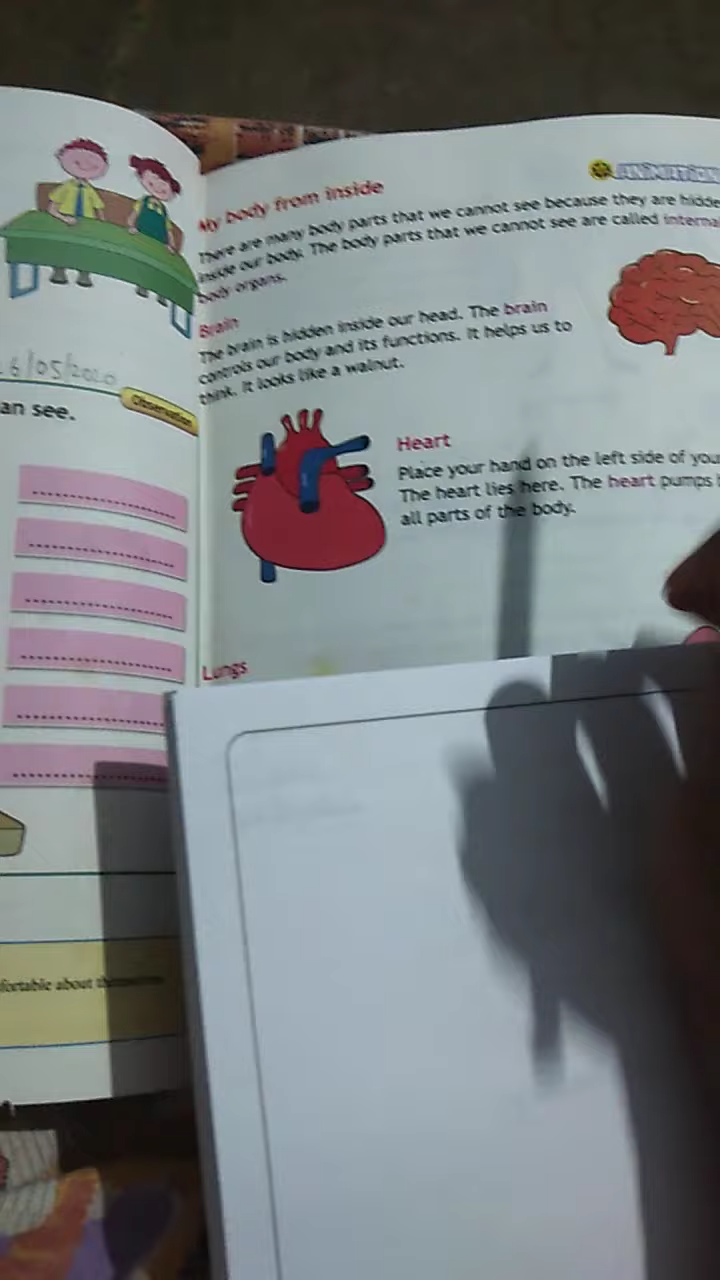 6/05/2020
an see.
Observation
fortable about themselves
ANIMATION
My body from inside
There are many body parts that we cannot see because they are hidde
inside our body. The body parts that we cannot see are called interna
body organs.
Brain
The brain is hidden inside our head. The brain
controls our body and its functions. It helps us to
think. It looks like a walnut.
Heart
Place your hand on the left side of you
The heart lies here. The heart pumps
all parts of the body.
Lungs